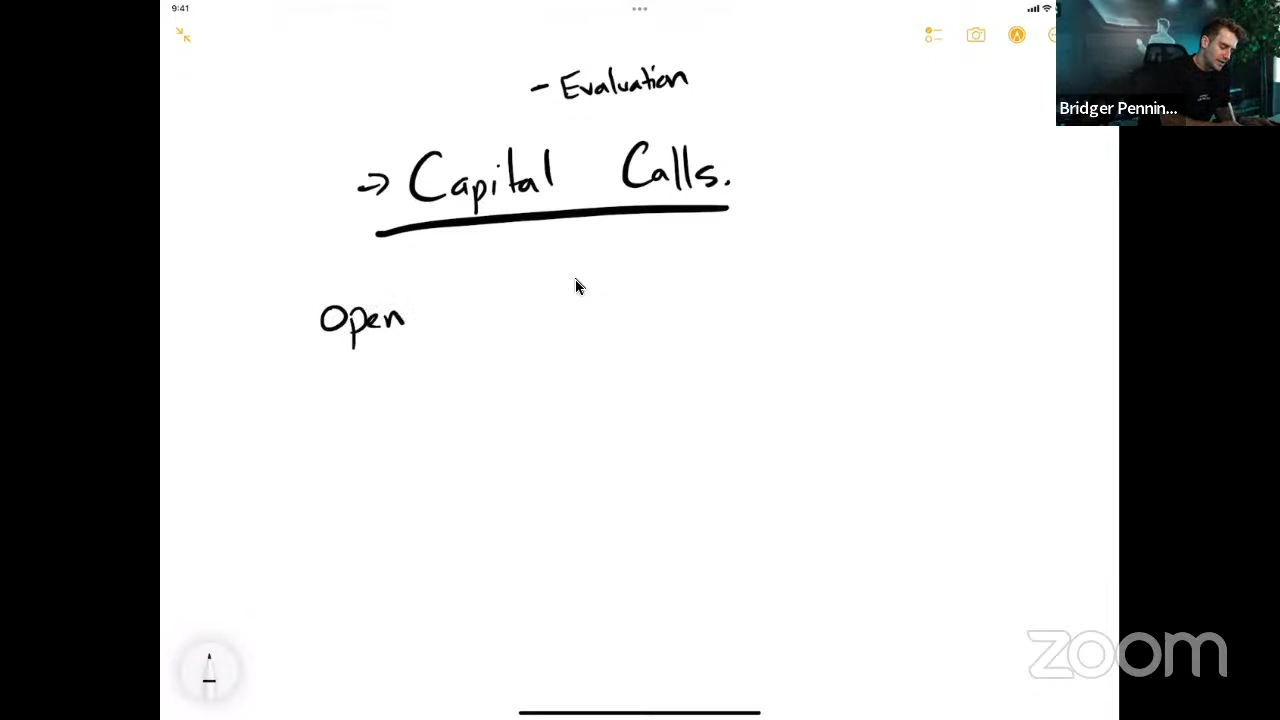 9:41
- Evaluation
Bridger Pennin...
→ Capital Calls.
Open
zoom